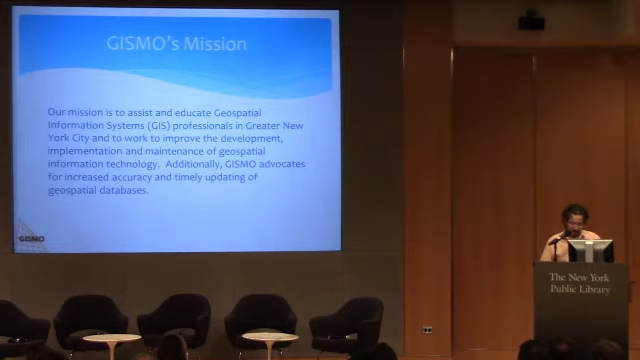 GISMO's Mission
Our mission is to assist and educate Geospatial
Information Systems (GIS) professionals in Greater New
York City and to work to improve the development,
implementation and maintenance of geospatial
information technology. Additionally, GISMO advocates
for increased accuracy and timely updating of
geospatial databases.
GISMO
The New York
Public Library